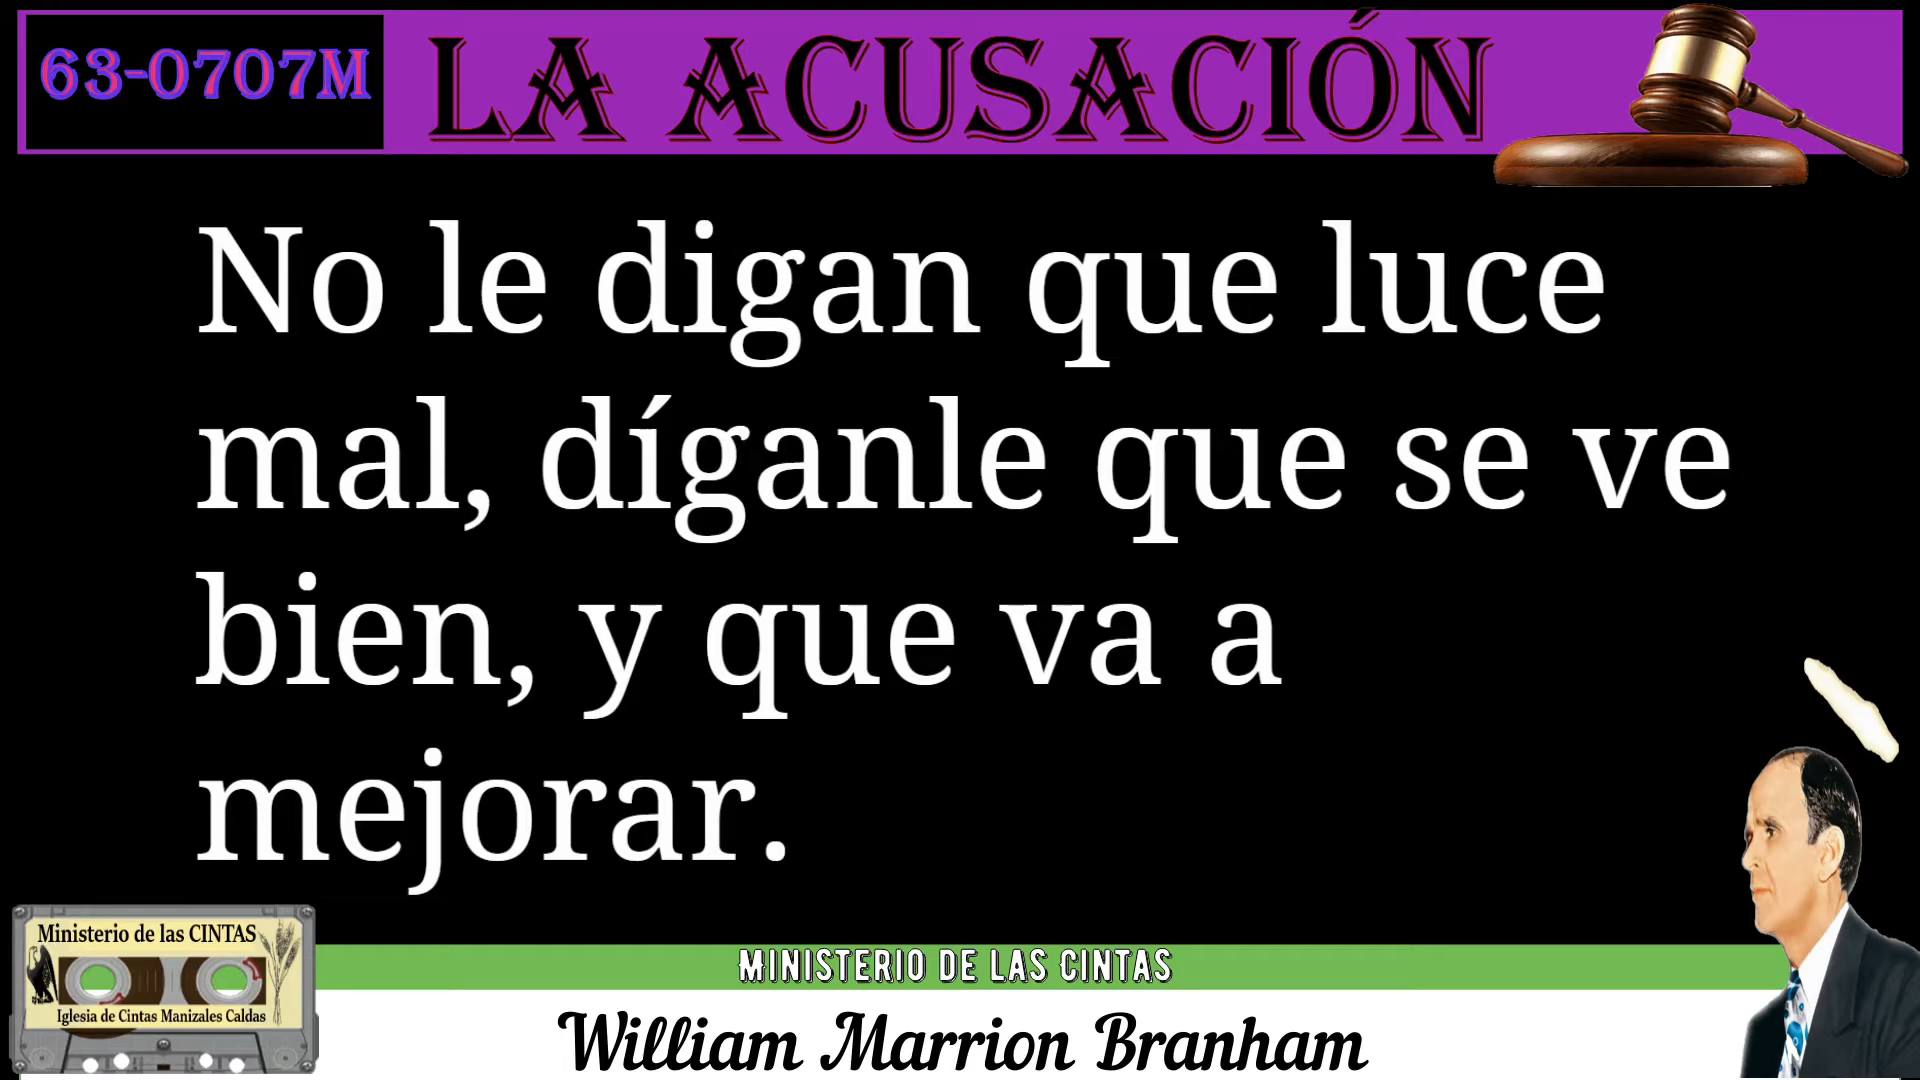 63-0707M
LA ACUSACIÓN
No le digan que luce
mal, díganle que se ve
bien, y que va a
mejorar.
Ministerio de las CINTAS
Iglesia de Cintas Manizales Caldas
MINISTERIO DE LAS CINTAS
William Marrion Branham